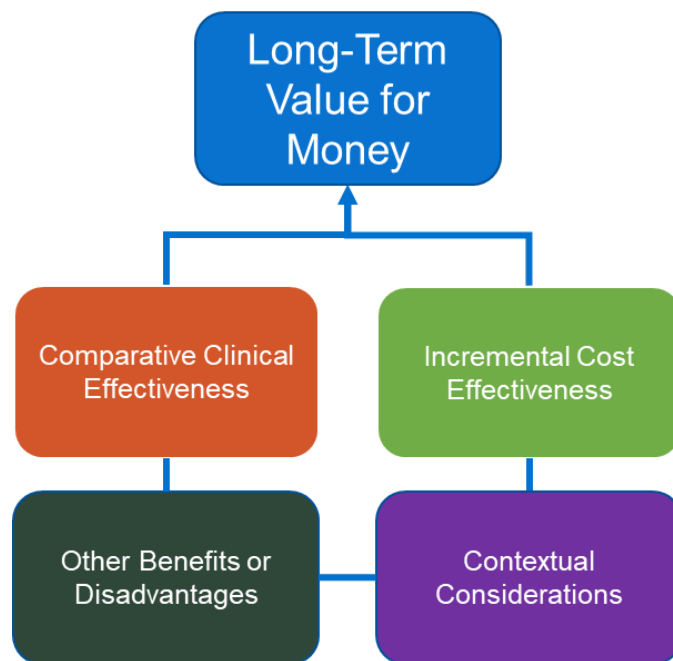 Long-Term
Value for
Money
Comparative Clinical
Effectiveness
Incremental Cost
Effectiveness
Other Benefits or
Disadvantages
Contextual
Considerations